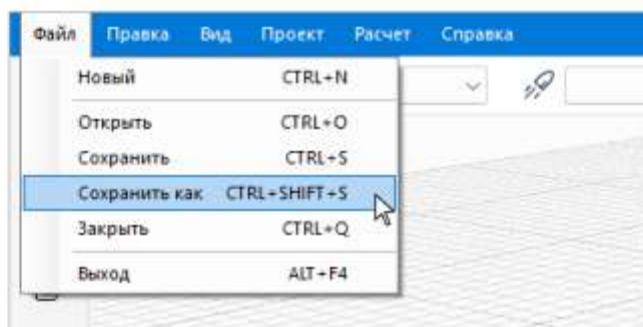 Файл Правка Вид Проект Расчет Справка
Новый CTRL+N
Открыть CTRL+O
Сохранить CTRL+S
Сохранить как CTRL+SHIFT+S
Закрыть CTRL+Q
Выход ALT+F4